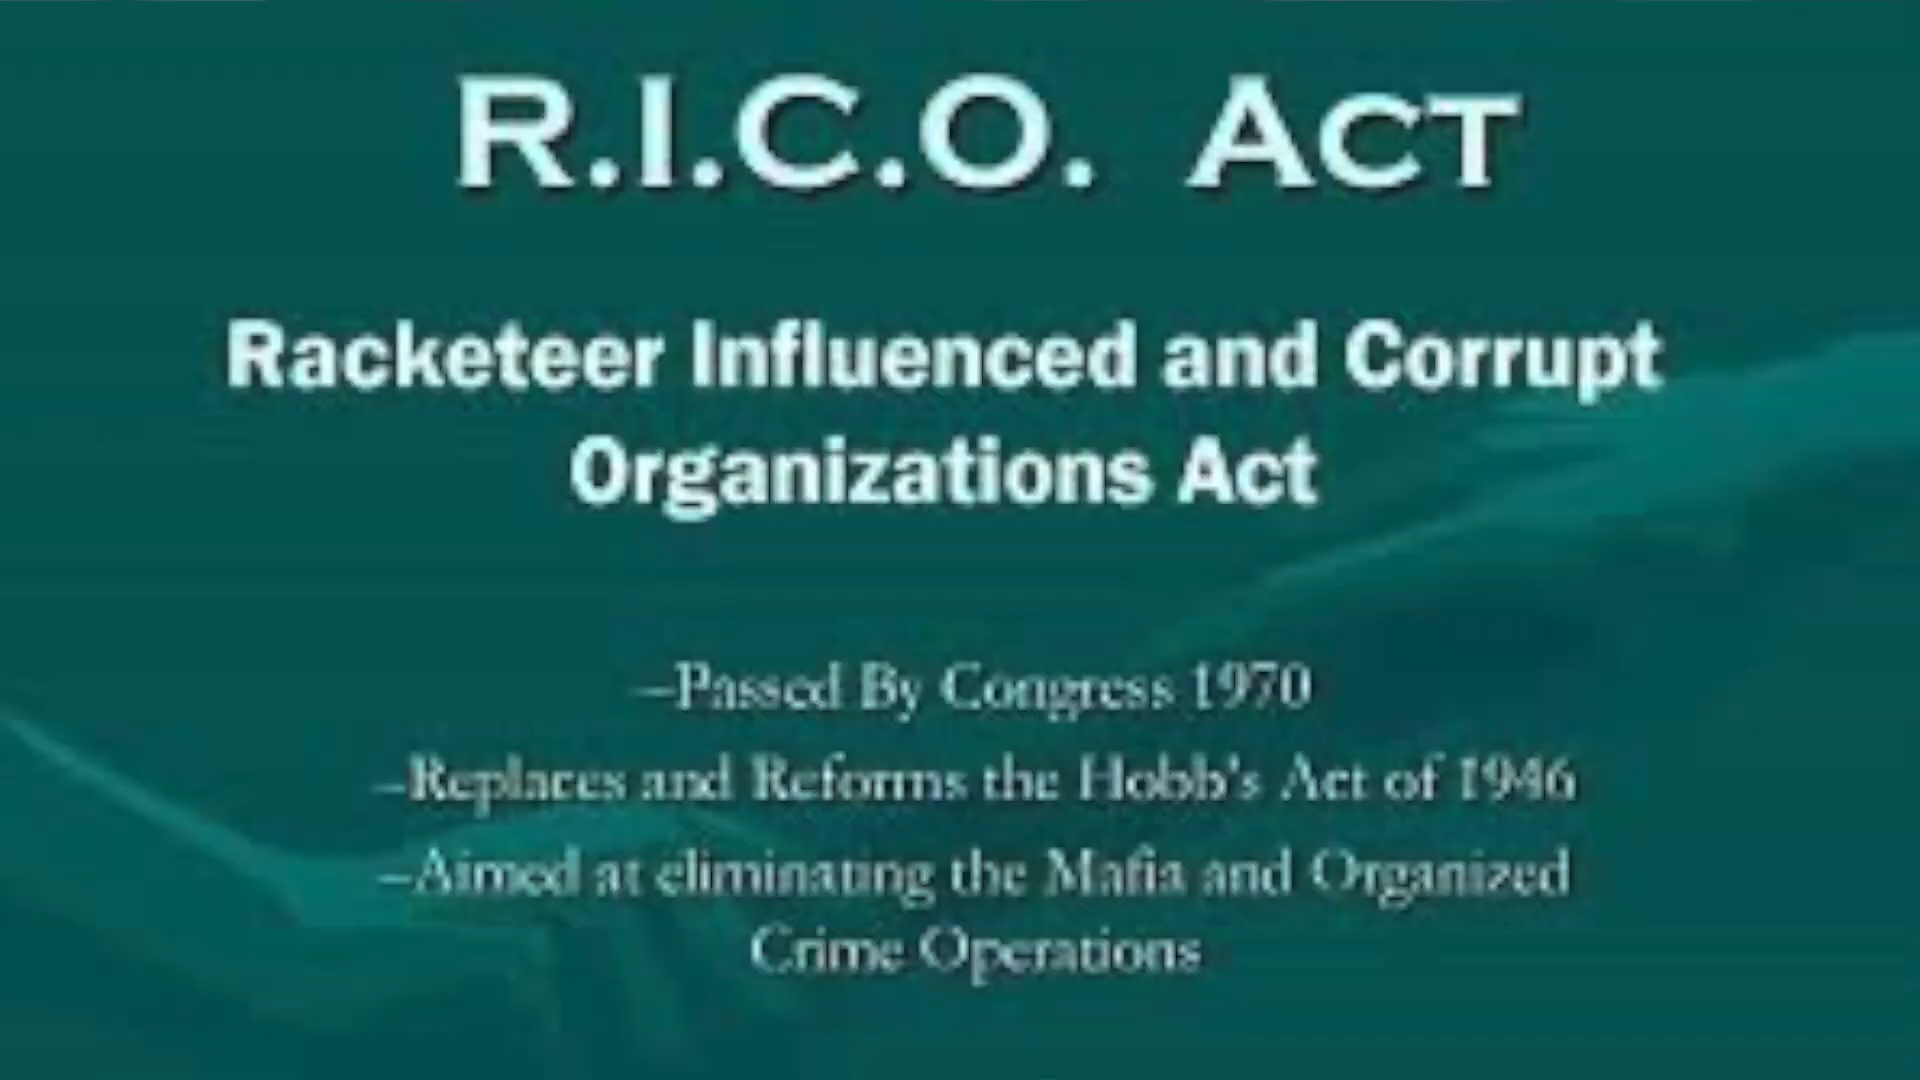 R.I.C.O. ACT
Racketeer Influenced and Corrupt
Organizations Act
–Passed By Congress 1970
–Replaces and Reforms the Hobb's Act of 1946
–Aimed at eliminating the Mafia and Organized
Crime Operations